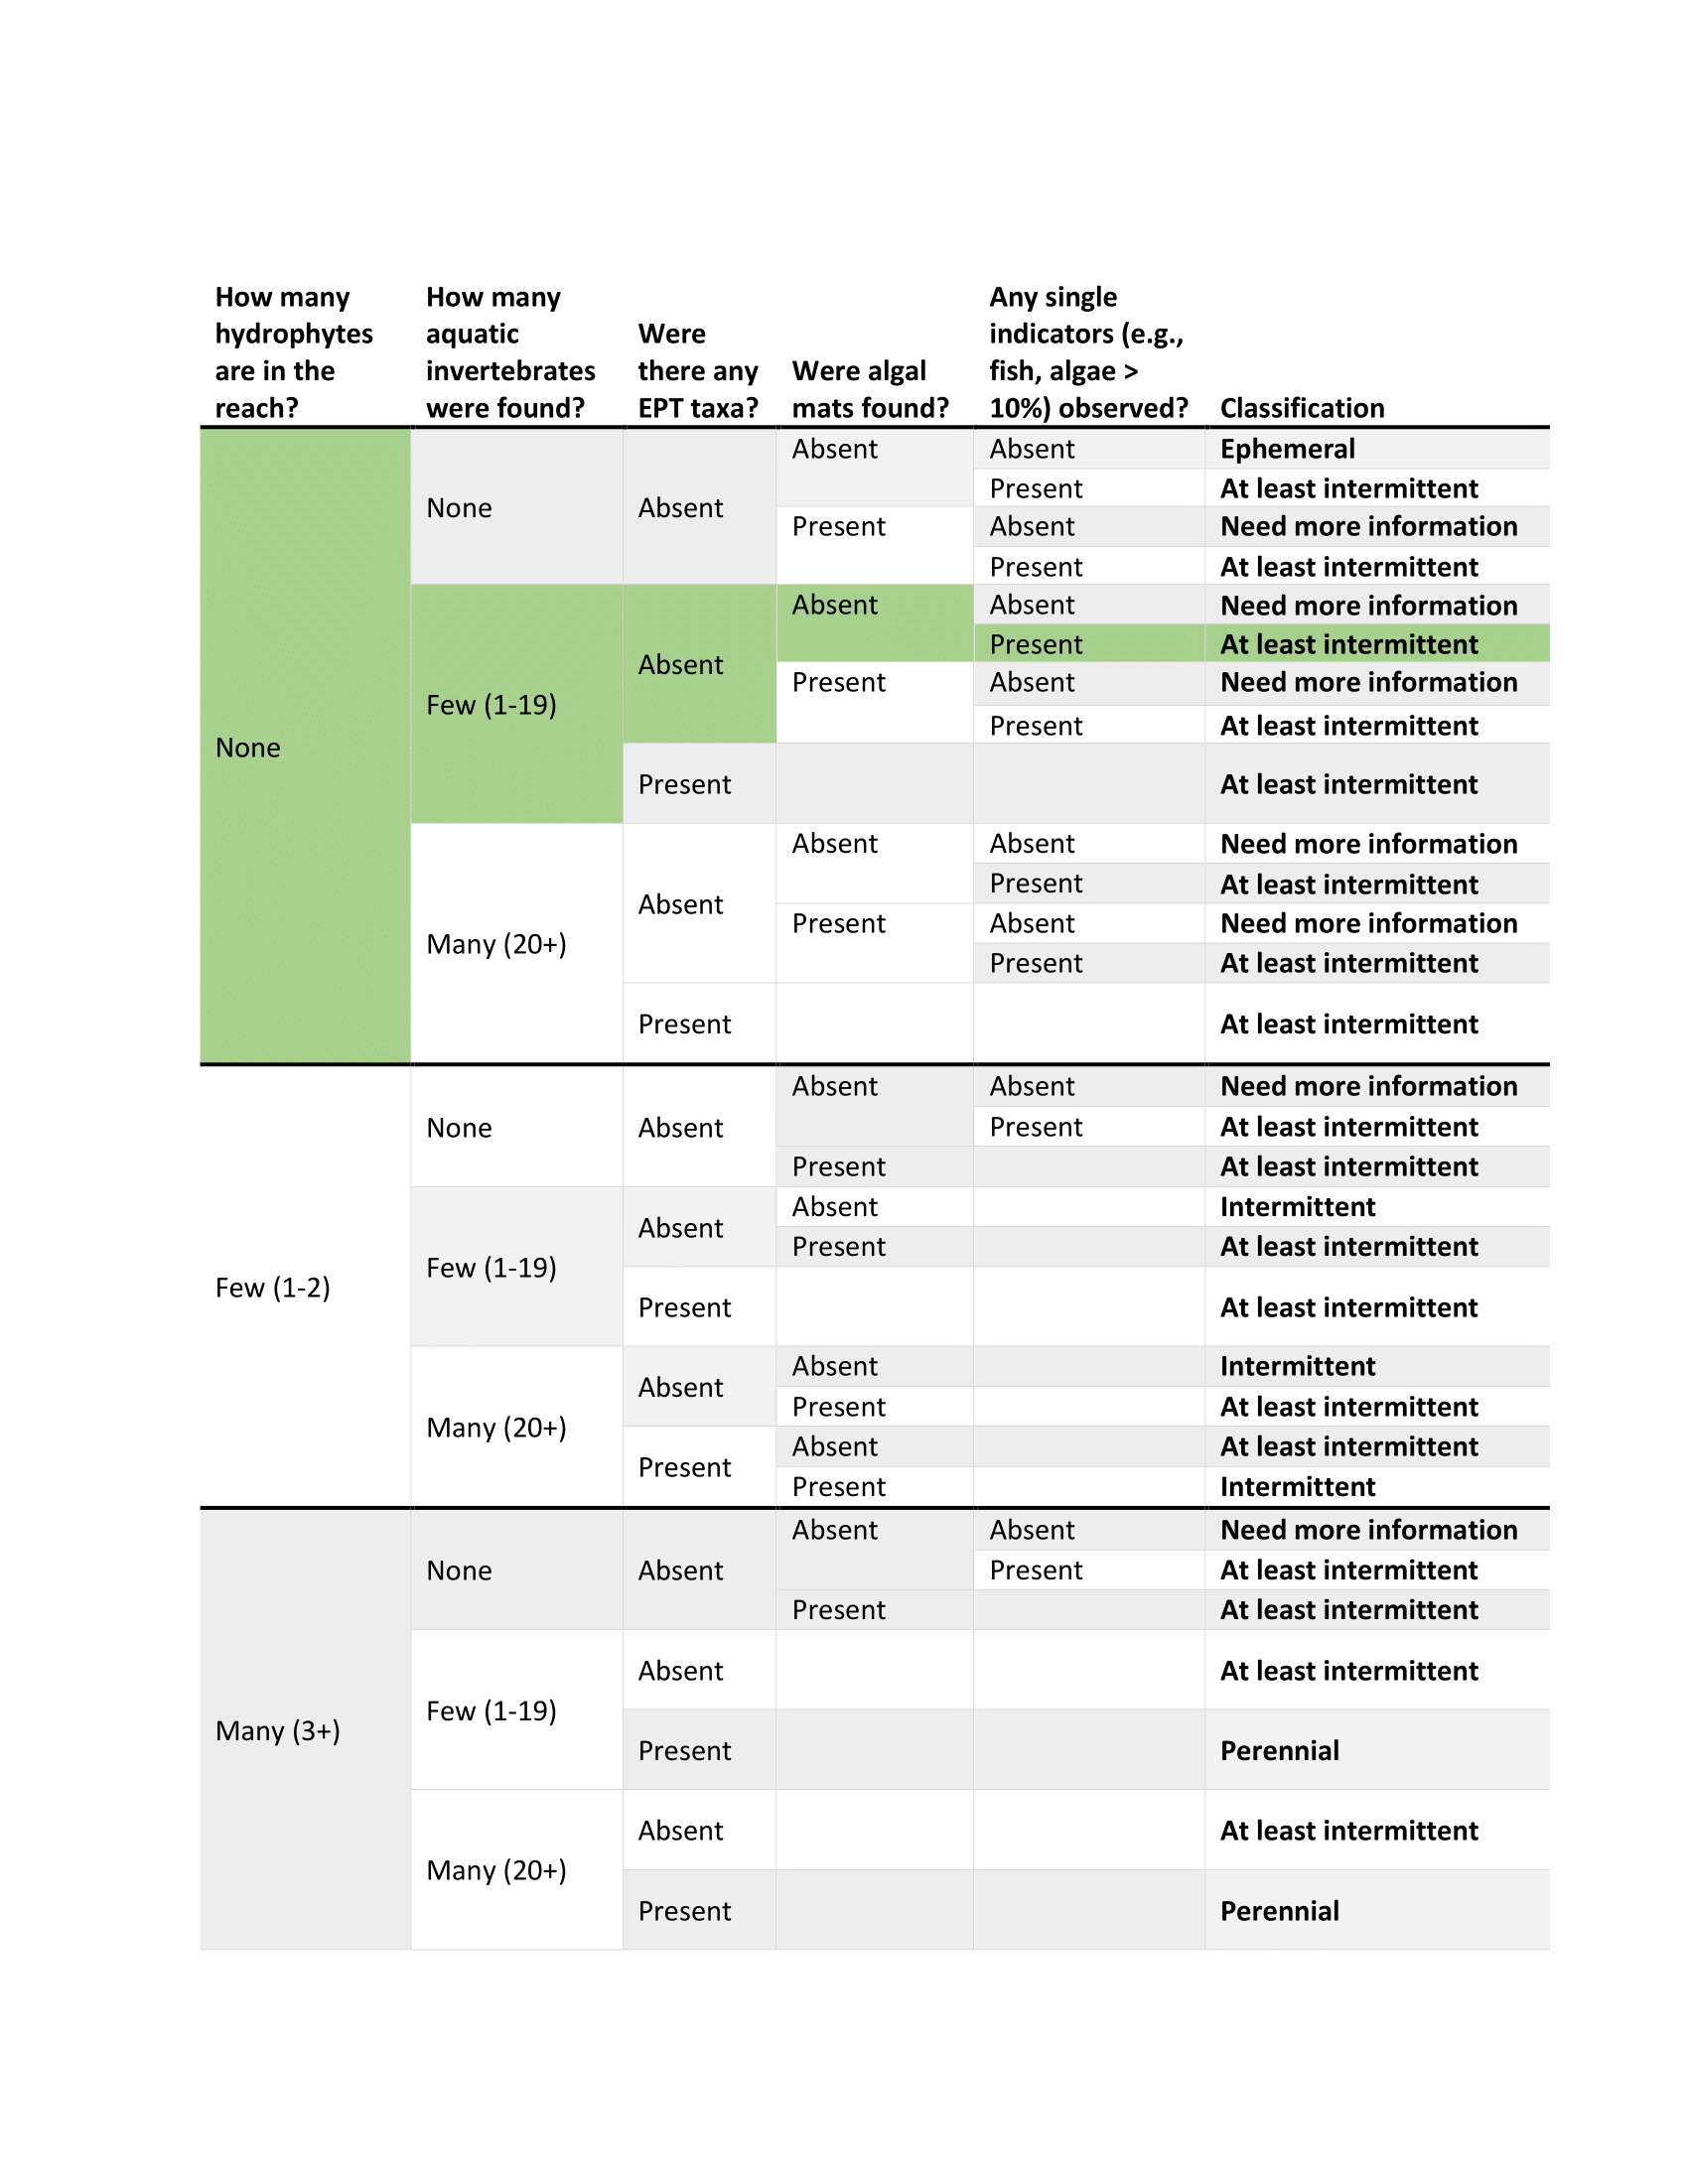 How many
hydrophytes
are in the
reach?
How many
aquatic
invertebrates
were found?
Were
there any
EPT taxa?
Were algal
mats found?
Any single
indicators (e.g.,
fish, algae >
10%) observed?
Classification
None
None
Absent
Absent
Absent
Ephemeral
Present
At least intermittent
Present
Absent
Need more information
Present
At least intermittent
Few (1-19)
Absent
Absent
Absent
Need more information
Present
At least intermittent
Present
Absent
Need more information
Present
At least intermittent
Present
At least intermittent
Many (20+)
Absent
Absent
Absent
Need more information
Present
At least intermittent
Present
Absent
Need more information
Present
At least intermittent
Present
At least intermittent
Few (1-2)
None
Absent
Absent
Absent
Need more information
Present
At least intermittent
Present
At least intermittent
Few (1-19)
Absent
Absent
Intermittent
Present
At least intermittent
Present
At least intermittent
Many (20+)
Absent
Absent
Intermittent
Present
At least intermittent
Present
Absent
At least intermittent
Present
Intermittent
Many (3+)
None
Absent
Absent
Absent
Need more information
Present
At least intermittent
Present
At least intermittent
Few (1-19)
Absent
At least intermittent
Present
Perennial
Many (20+)
Absent
At least intermittent
Present
Perennial